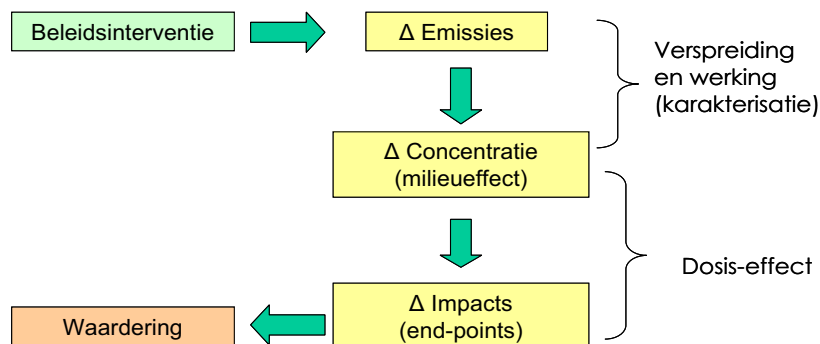 Beleidsinterventie
Δ Emissies
Verspreiding
en werking
(karakterisatie)
Δ Concentratie
(milieueffect)
Dosis-effect
Δ Impacts
(end-points)
Waardering